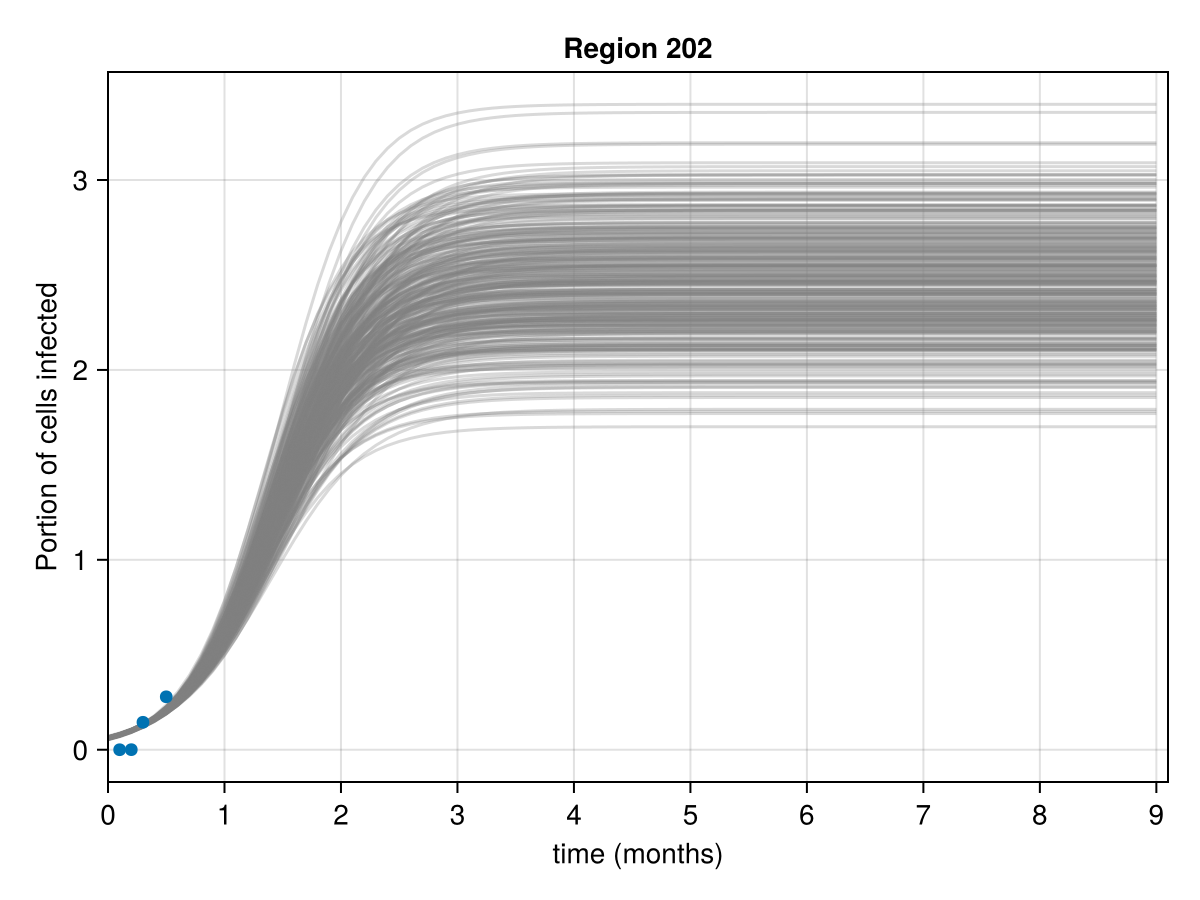 Region 202
Portion of cells infected
3
2
1
0
0 1 2 3 4 5 6 7 8 9
time (months)